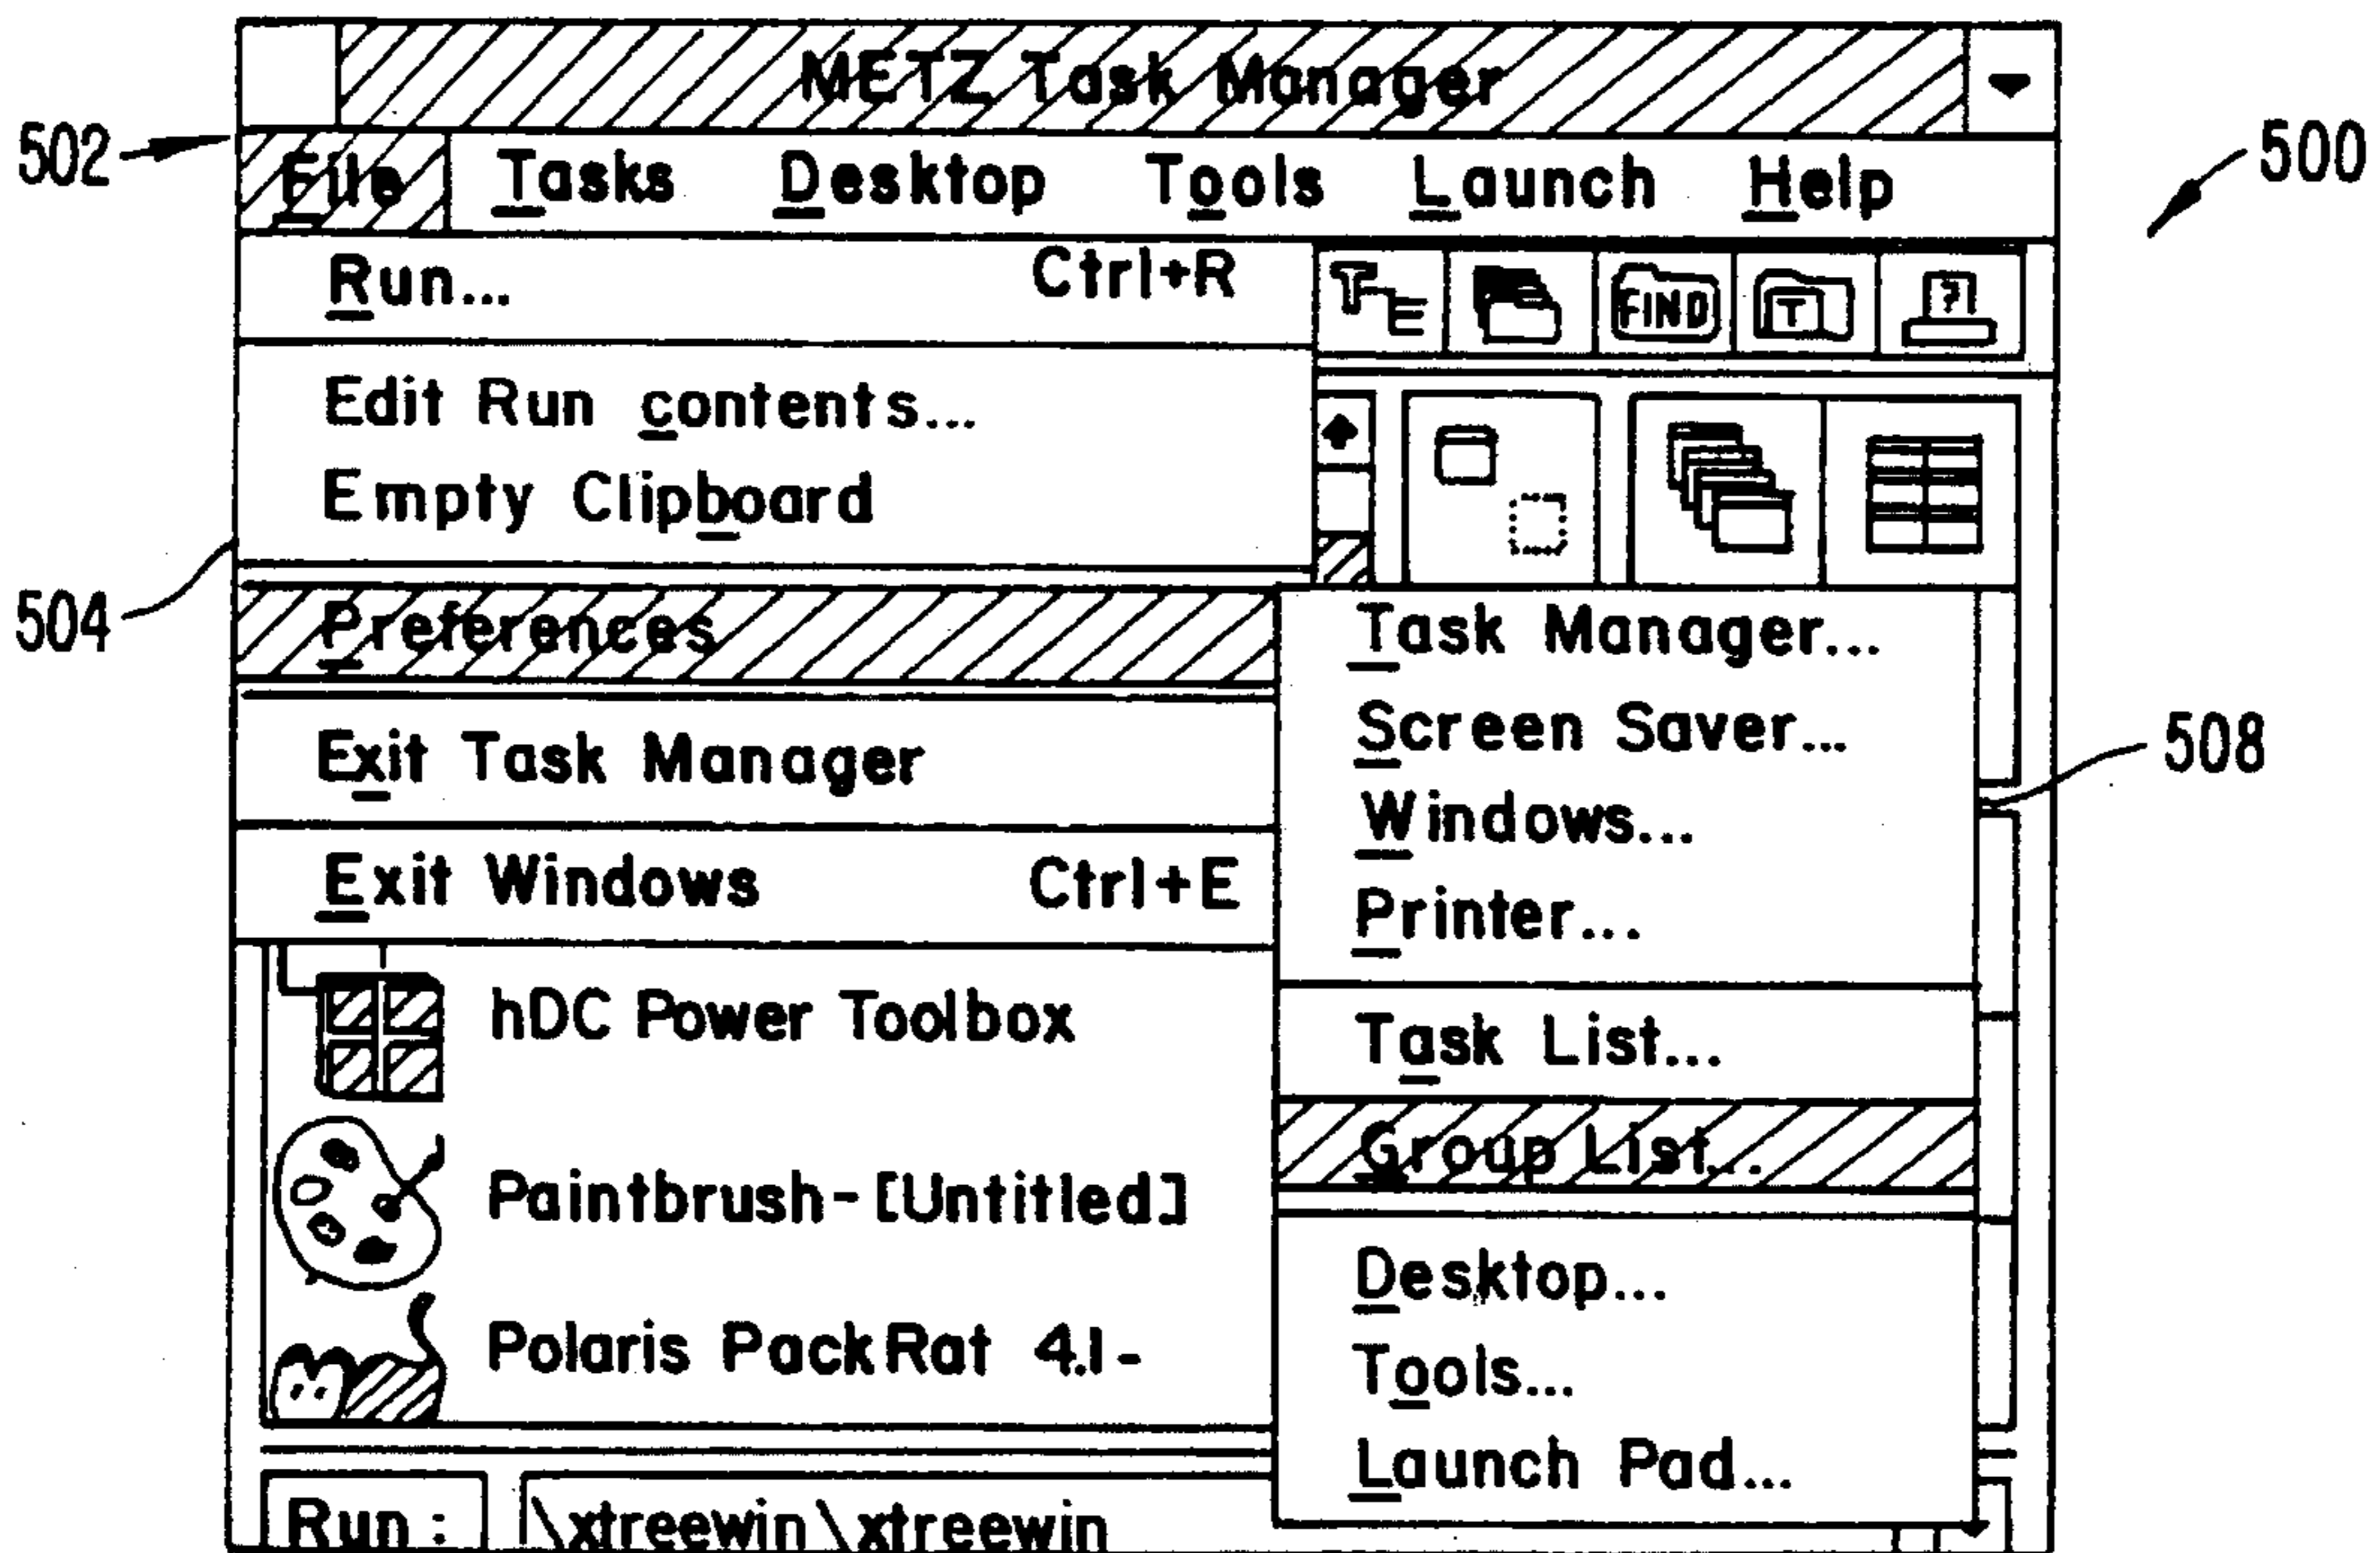 METZ Task Manager
502
500
File Tasks Desktop Tools Launch Help
Run... Ctrl+R
T E
FIND
T
?
Edit Run contents...
Empty Clipboard
504
Preferences
Task Manager...
Screen Saver...
508
Exit Task Manager
Windows...
Exit Windows Ctrl+E
Printer...
hDC Power Toolbox
Task List...
Group List...
Paintbrush-[Untitled]
Desktop...
Polaris PackRat 4.1-
Tools...
Launch Pad...
Run: \xtreewin\xtreewin